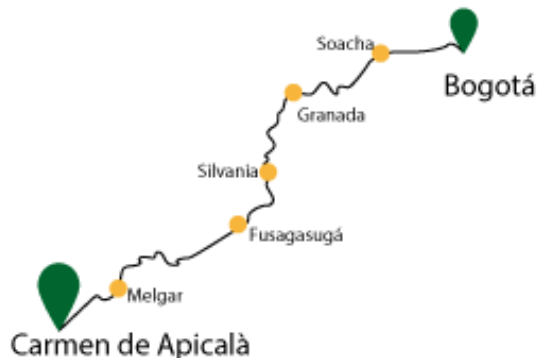 Soacha
Bogotá
Granada
Silvania
Fusagasugá
Melgar
Carmen de Apicalà